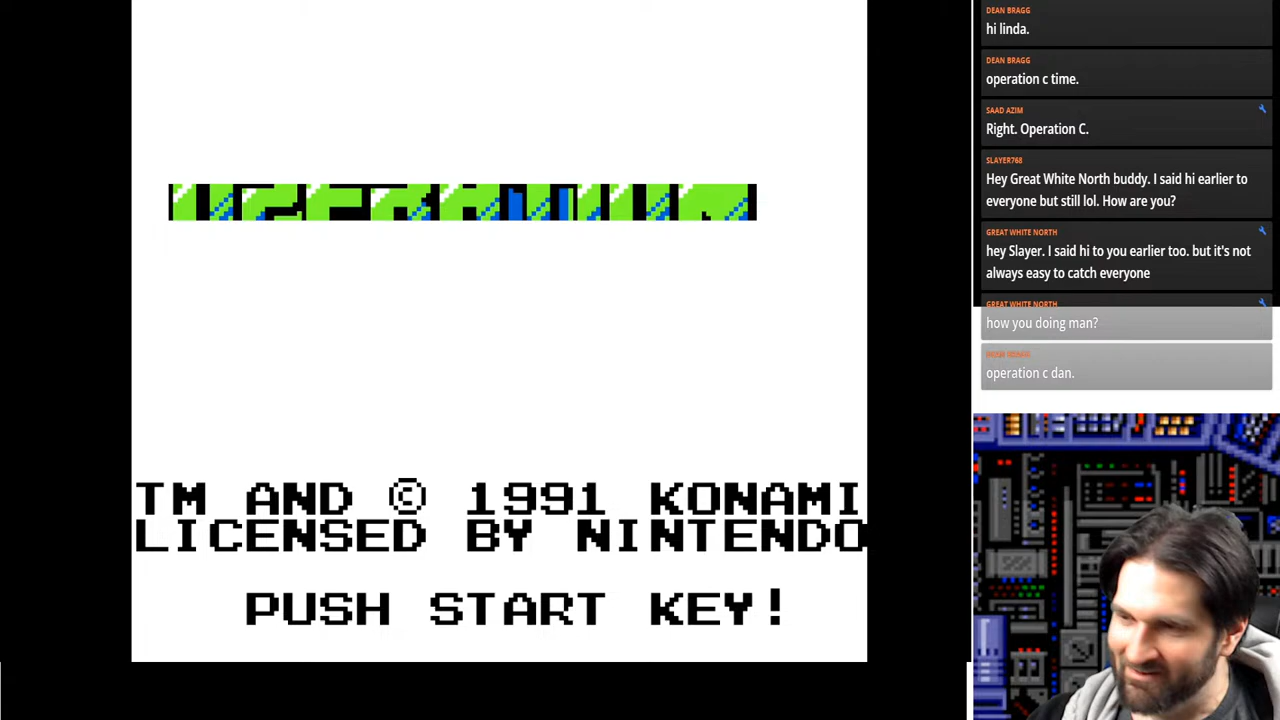 OPERATION
TM AND © 1991 KONAMI
LICENSED BY NINTENDO
PUSH START KEY!
DEAN BRAGG
hi linda.
DEAN BRAGG
operation c time.
SAAD AZIM
Right. Operation C.
SLAYER768
Hey Great White North buddy. I said hi earlier to
everyone but still lol. How are you?
GREAT WHITE NORTH
hey Slayer. I said hi to you earlier too. but it's not
always easy to catch everyone
GREAT WHITE NORTH
how you doing man?
DEAN BRAGG
operation c dan.